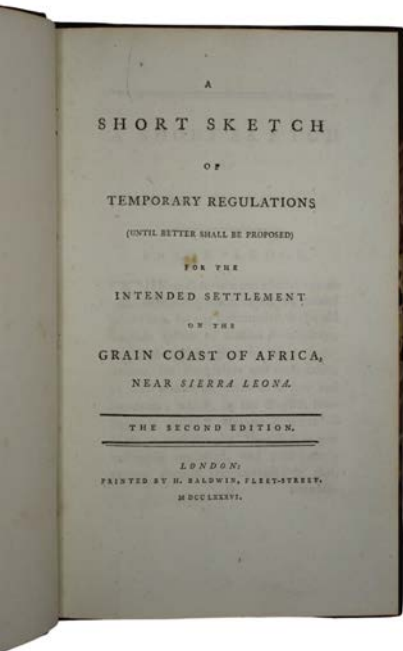 A
SHORT SKETCH
OF
TEMPORARY REGULATIONS
(UNTIL BETTER SHALL BE PROPOSED)
FOR THE
INTENDED SETTLEMENT
ON THE
GRAIN COAST OF AFRICA,
NEAR SIERRA LEONA.
THE SECOND EDITION.
LONDON:
PRINTED BY H. BALDWIN, FLEET-STREET.
M DCC LXXXVI.